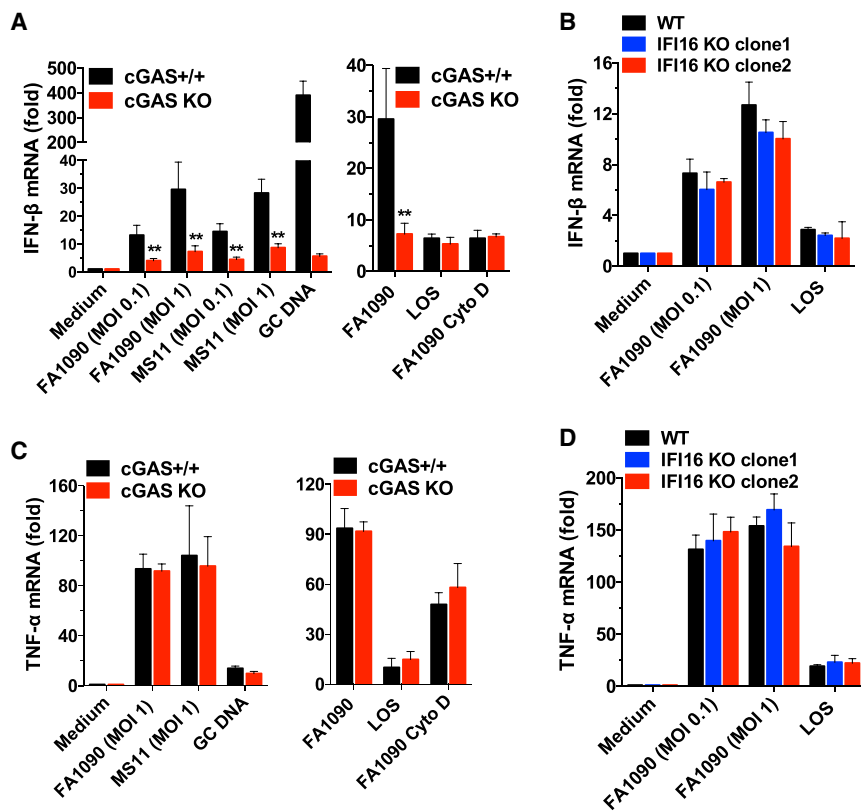 A
IFN-β mRNA (fold)
500
400
300
200
40
30
20
10
0
cGAS+/+
cGAS KO
**
**
**
**
Medium
FA1090 (MOI 0.1)
FA1090 (MOI 1)
MS11 (MOI 0.1)
MS11 (MOI 1)
GC DNA
40
30
20
10
0
cGAS+/+
cGAS KO
**
FA1090
LOS
FA1090 Cyto D
B
WT
IFI16 KO clone1
IFI16 KO clone2
IFN-β mRNA (fold)
16
12
8
4
0
Medium
FA1090 (MOI 0.1)
FA1090 (MOI 1)
LOS
C
cGAS+/+
cGAS KO
TNF-α mRNA (fold)
160
120
80
40
0
Medium
FA1090 (MOI 1)
MS11 (MOI 1)
GC DNA
cGAS+/+
cGAS KO
120
90
60
30
0
FA1090
LOS
FA1090 Cyto D
D
WT
IFI16 KO clone1
IFI16 KO clone2
TNF-α mRNA (fold)
200
150
100
50
0
Medium
FA1090 (MOI 0.1)
FA1090 (MOI 1)
LOS